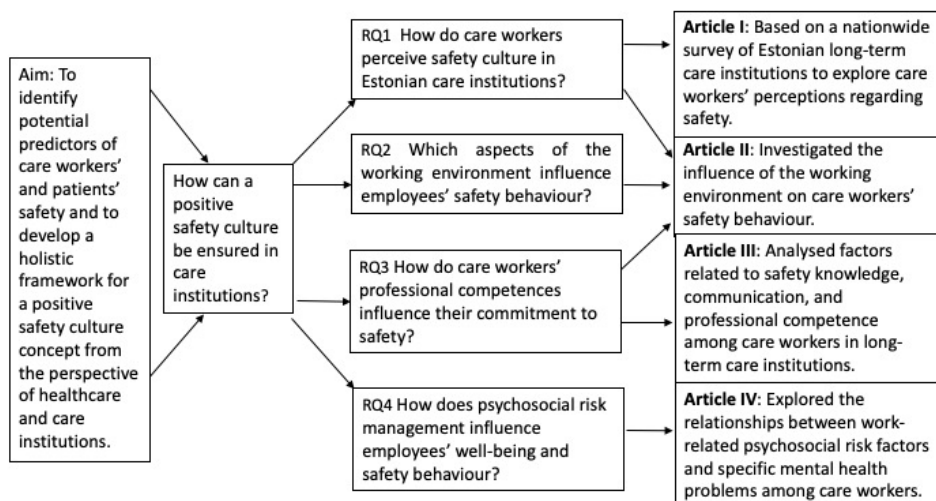 Aim: To
identify
potential
predictors of
care workers’
and patients’
safety and to
develop a
holistic
framework for
a positive
safety culture
concept from
the perspective
of healthcare
and care
institutions.
How can a
positive
safety culture
be ensured in
care
institutions?
RQ1 How do care workers
perceive safety culture in
Estonian care institutions?
RQ2 Which aspects of the
working environment influence
employees’ safety behaviour?
RQ3 How do care workers’
professional competences
influence their commitment to
safety?
RQ4 How does psychosocial risk
management influence
employees’ well-being and
safety behaviour?
Article I: Based on a nationwide
survey of Estonian long-term
care institutions to explore care
workers’ perceptions regarding
safety.
Article II: Investigated the
influence of the working
environment on care workers’
safety behaviour.
Article III: Analysed factors
related to safety knowledge,
communication, and
professional competence
among care workers in long-
term care institutions.
Article IV: Explored the
relationships between work-
related psychosocial risk factors
and specific mental health
problems among care workers.